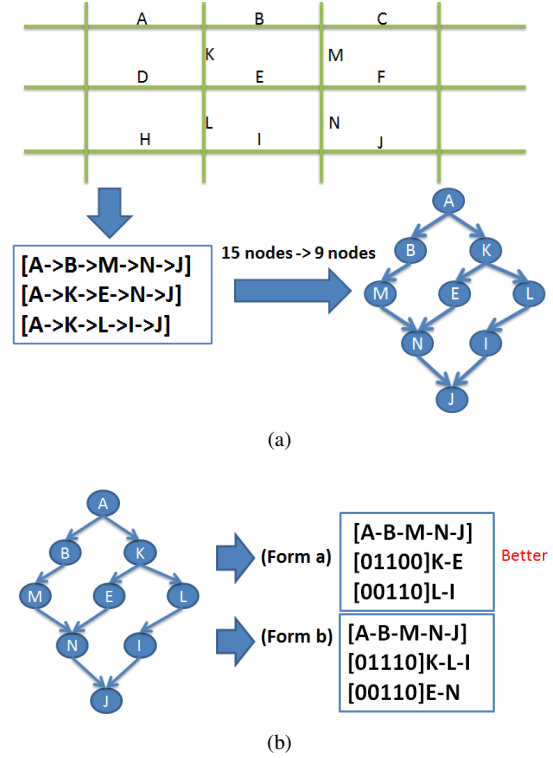 A B C
K M
D E F
L N
H I J
[A->B->M->N->J]
[A->K->E->N->J]
[A->K->L->I->J]
15 nodes -> 9 nodes
A
B K
M E L
N I
J
(a)
A
B K
M E L
N I
J
(Form a)
[A-B-M-N-J]
[01100]K-E
[00110]L-I
Better
(Form b)
[A-B-M-N-J]
[01110]K-L-I
[00110]E-N
(b)